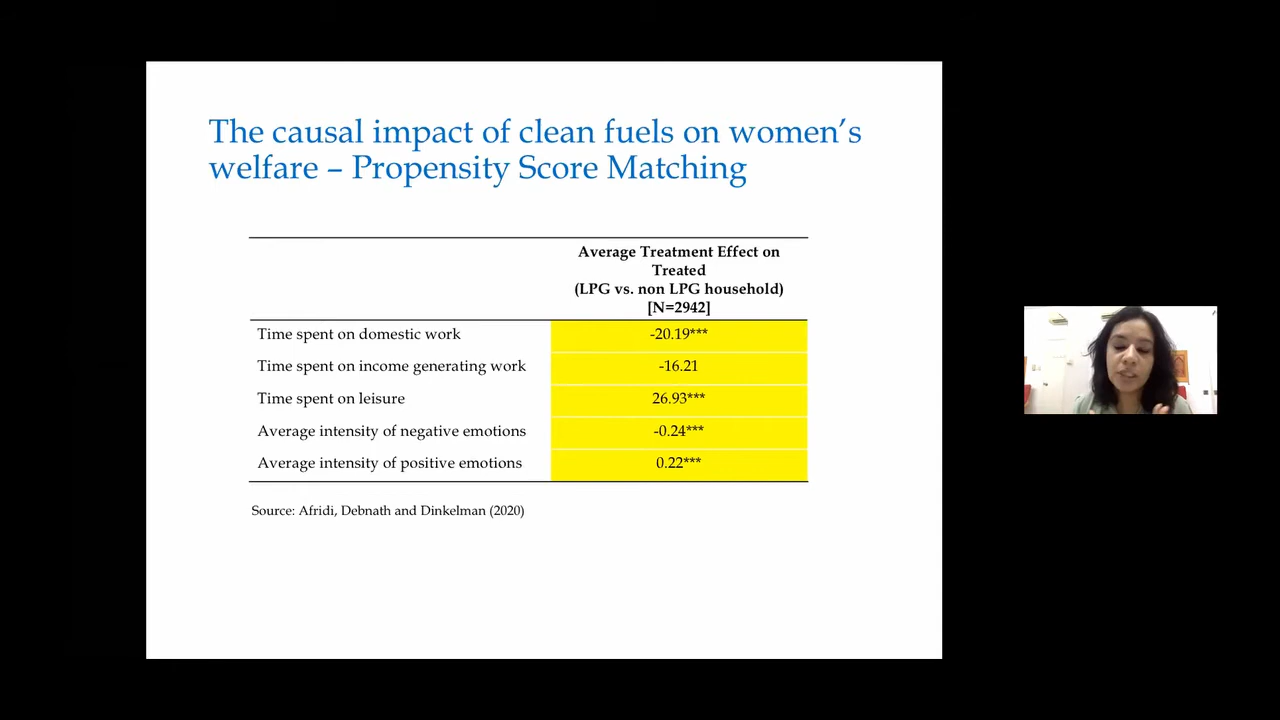 The causal impact of clean fuels on women’s
welfare – Propensity Score Matching
Average Treatment Effect on
Treated
(LPG vs. non LPG household)
[N=2942]
Time spent on domestic work -20.19***
Time spent on income generating work -16.21
Time spent on leisure 26.93***
Average intensity of negative emotions -0.24***
Average intensity of positive emotions 0.22***
Source: Afridi, Debnath and Dinkelman (2020)